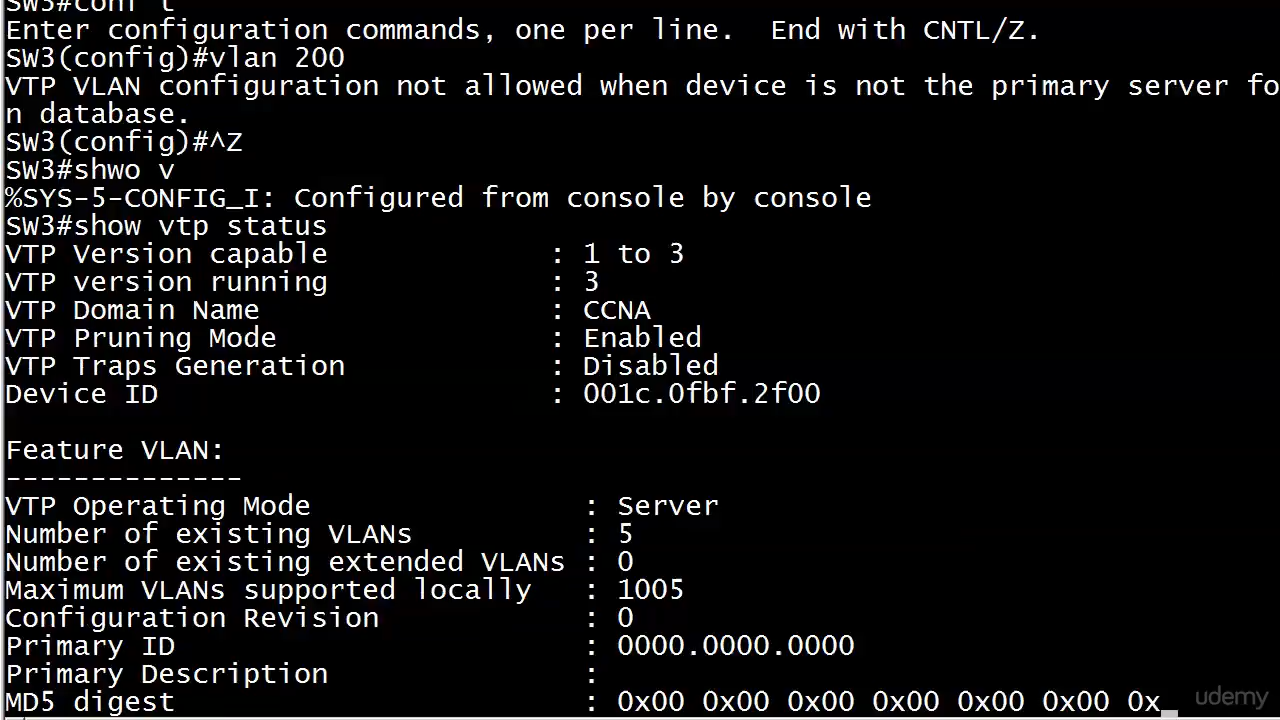 SW3#conf t
Enter configuration commands, one per line.  End with CNTL/Z.
SW3(config)#vlan 200
VTP VLAN configuration not allowed when device is not the primary server fo
n database.
SW3(config)#^Z
SW3#shwo v
%SYS-5-CONFIG_I: Configured from console by console
SW3#show vtp status
VTP Version capable             : 1 to 3
VTP version running             : 3
VTP Domain Name                 : CCNA
VTP Pruning Mode                : Enabled
VTP Traps Generation            : Disabled
Device ID                       : 001c.0fbf.2f00
Feature VLAN:
--------------
VTP Operating Mode                : Server
Number of existing VLANs          : 5
Number of existing extended VLANs : 0
Maximum VLANs supported locally   : 1005
Configuration Revision            : 0
Primary ID                        : 0000.0000.0000
Primary Description               :
MD5 digest                        : 0x00 0x00 0x00 0x00 0x00 0x00 0x_
udemy